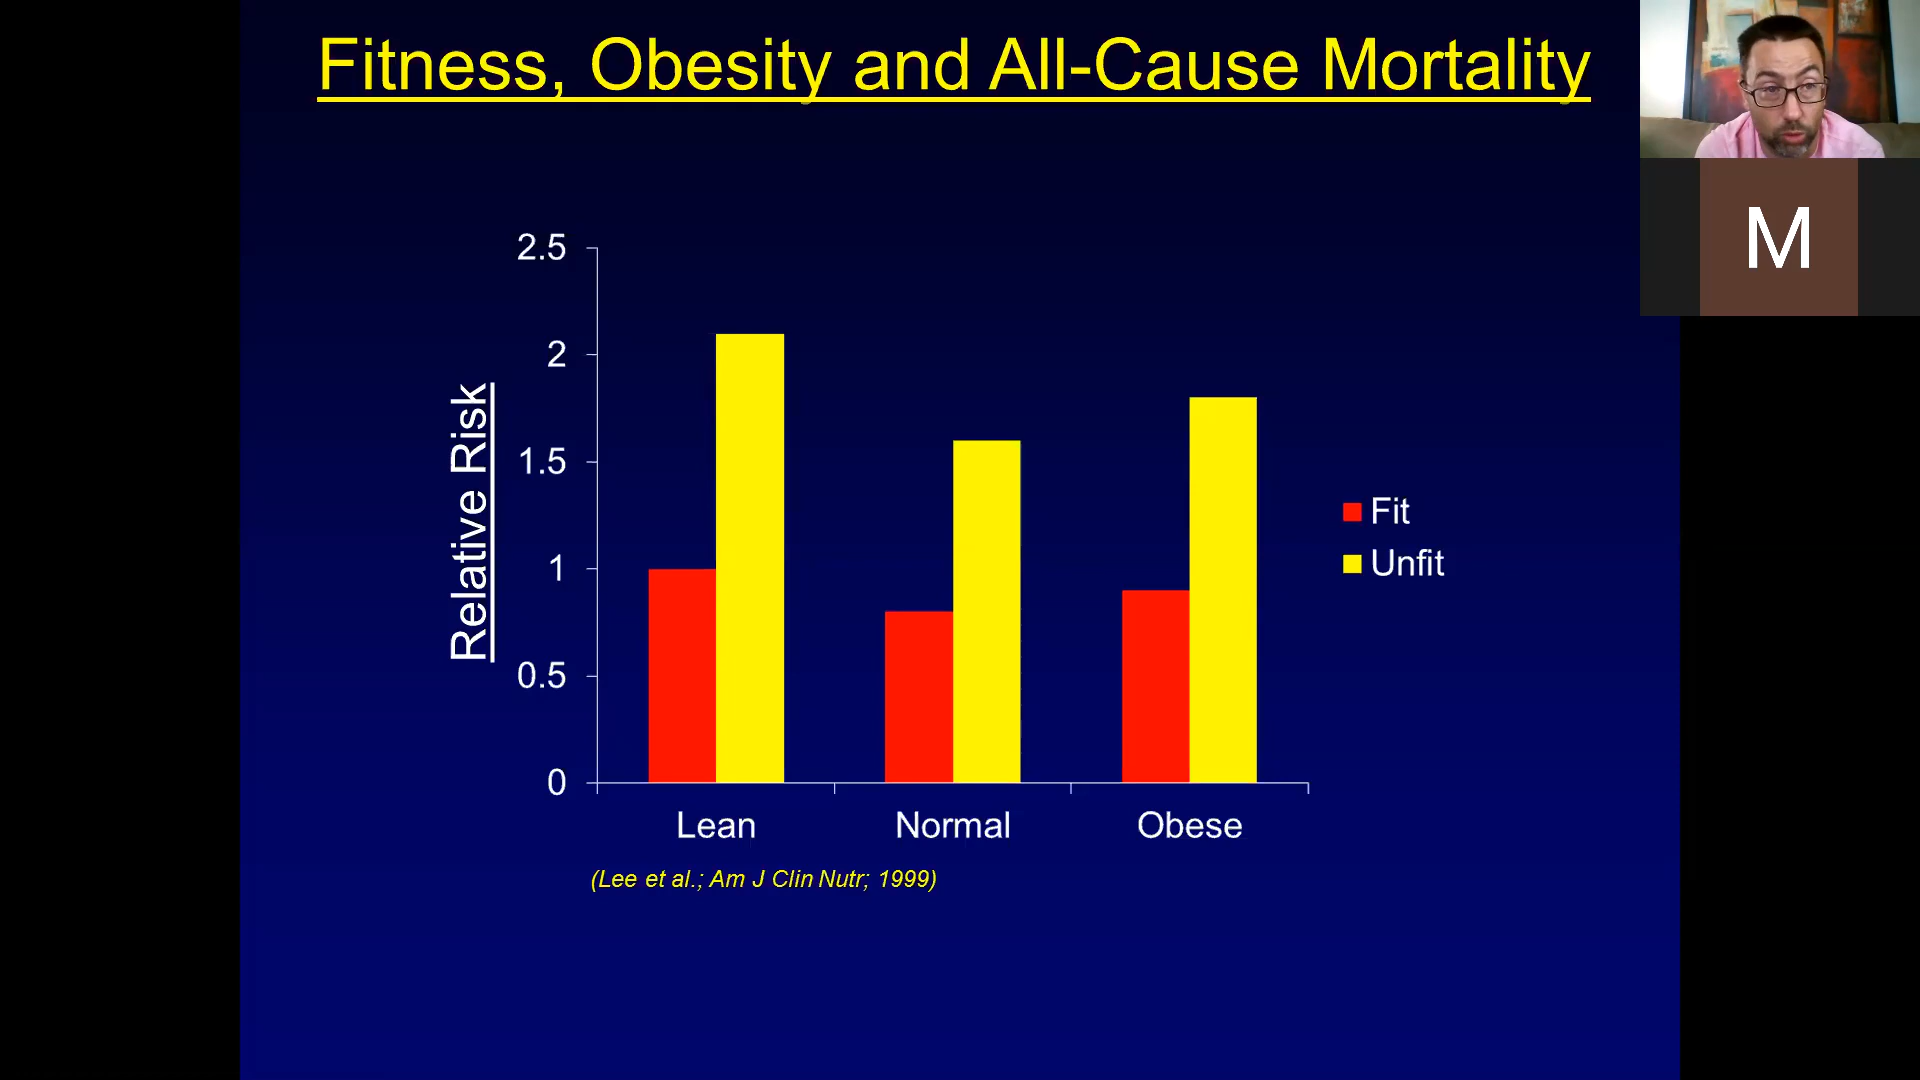 Fitness, Obesity and All-Cause Mortality
M
2.5
2
1.5
1
0.5
0
Relative Risk
Fit
Unfit
Lean
Normal
Obese
(Lee et al.; Am J Clin Nutr; 1999)